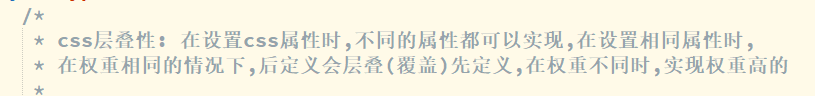 /*
* css层叠性: 在设置css属性时,不同的属性都可以实现,在设置相同属性时,
* 在权重相同的情况下,后定义会层叠(覆盖)先定义,在权重不同时,实现权重高的
*